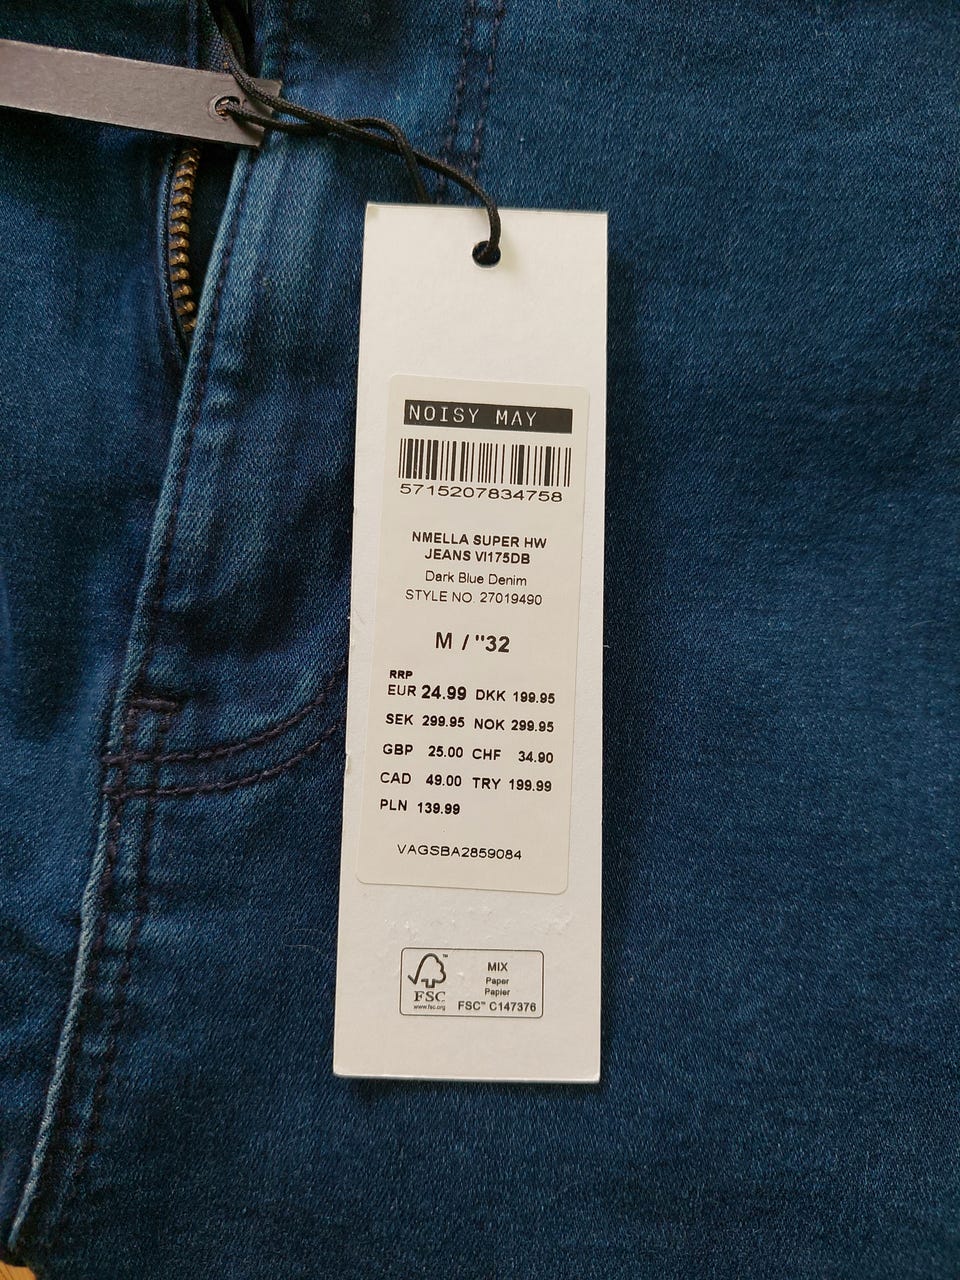 NOISY MAY
5715207834758
NMELLA SUPER HW
JEANS VI175DB
Dark Blue Denim
STYLE NO. 27019490
M / "32
RRP
EUR 24.99 DKK 199.95
SEK 299.95 NOK 299.95
GBP 25.00 CHF 34.90
CAD 49.00 TRY 199.99
PLN 139.99
VAGSBA2859084
FSC
www.fsc.org
MIX
Paper
Papier
FSC™ C147376